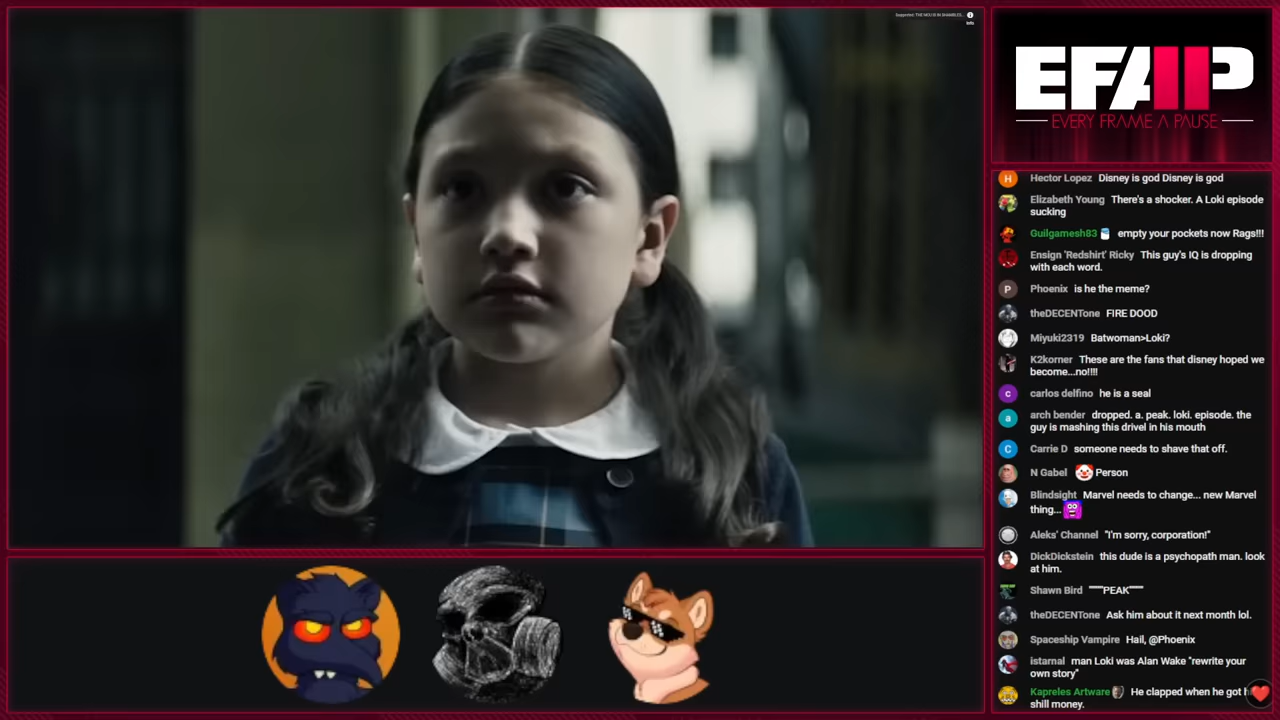 Suggested: THE MCU IS IN SHAMBLES...
Info
EFAP
EVERY FRAME A PAUSE
H Hector Lopez Disney is god Disney is god
Elizabeth Young There's a shocker. A Loki episode
sucking
Guilgamesh83 empty your pockets now Rags!!!
Ensign 'Redshirt' Ricky This guy's IQ is dropping
with each word.
P Phoenix is he the meme?
theDECENTone FIRE DOOD
Miyuki2319 Batwoman>Loki?
K2korner These are the fans that disney hoped we
become...no!!!!
c carlos delfino he is a seal
a arch bender dropped. a. peak. loki. episode. the
guy is mashing this drivel in his mouth
C Carrie D someone needs to shave that off.
N Gabel 🤡 Person
Blindsight Marvel needs to change... new Marvel
thing...
Aleks' Channel "I'm sorry, corporation!"
DickDickstein this dude is a psychopath man. look
at him.
Shawn Bird """"PEAK""""
theDECENTone Ask him about it next month lol.
Spaceship Vampire Hail, @Phoenix
istarnal man Loki was Alan Wake "rewrite your
own story"
Kapreles Artware He clapped when he got
shill money.